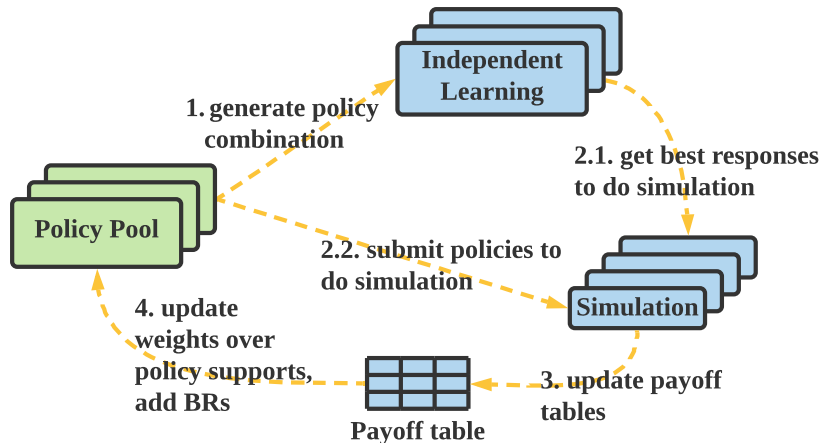 Independent
Learning
1. generate policy
combination
2.1. get best responses
to do simulation
Policy Pool
2.2. submit policies to
do simulation
Simulation
4. update
weights over
policy supports,
add BRs
3. update payoff
tables
Payoff table